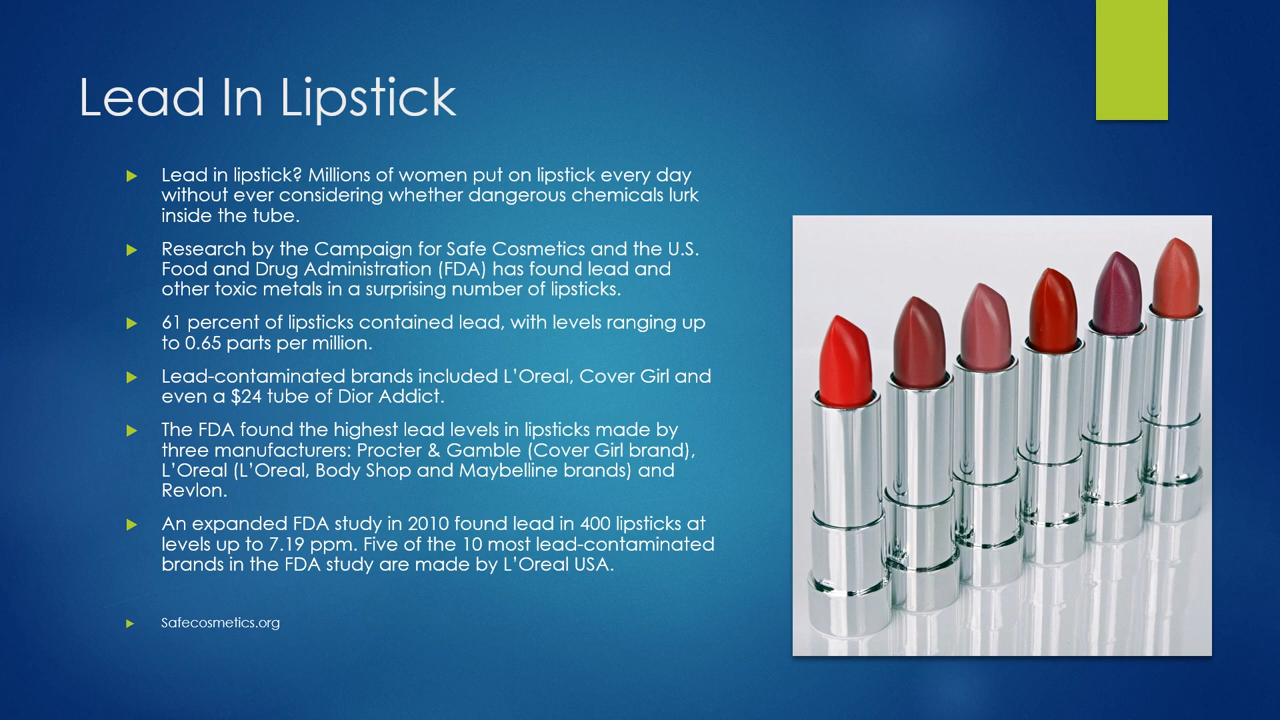 Lead In Lipstick
Lead in lipstick? Millions of women put on lipstick every day
without ever considering whether dangerous chemicals lurk
inside the tube.
Research by the Campaign for Safe Cosmetics and the U.S.
Food and Drug Administration (FDA) has found lead and
other toxic metals in a surprising number of lipsticks.
61 percent of lipsticks contained lead, with levels ranging up
to 0.65 parts per million.
Lead-contaminated brands included L’Oreal, Cover Girl and
even a $24 tube of Dior Addict.
The FDA found the highest lead levels in lipsticks made by
three manufacturers: Procter & Gamble (Cover Girl brand),
L’Oreal (L’Oreal, Body Shop and Maybelline brands) and
Revlon.
An expanded FDA study in 2010 found lead in 400 lipsticks at
levels up to 7.19 ppm. Five of the 10 most lead-contaminated
brands in the FDA study are made by L’Oreal USA.
Safecosmetics.org